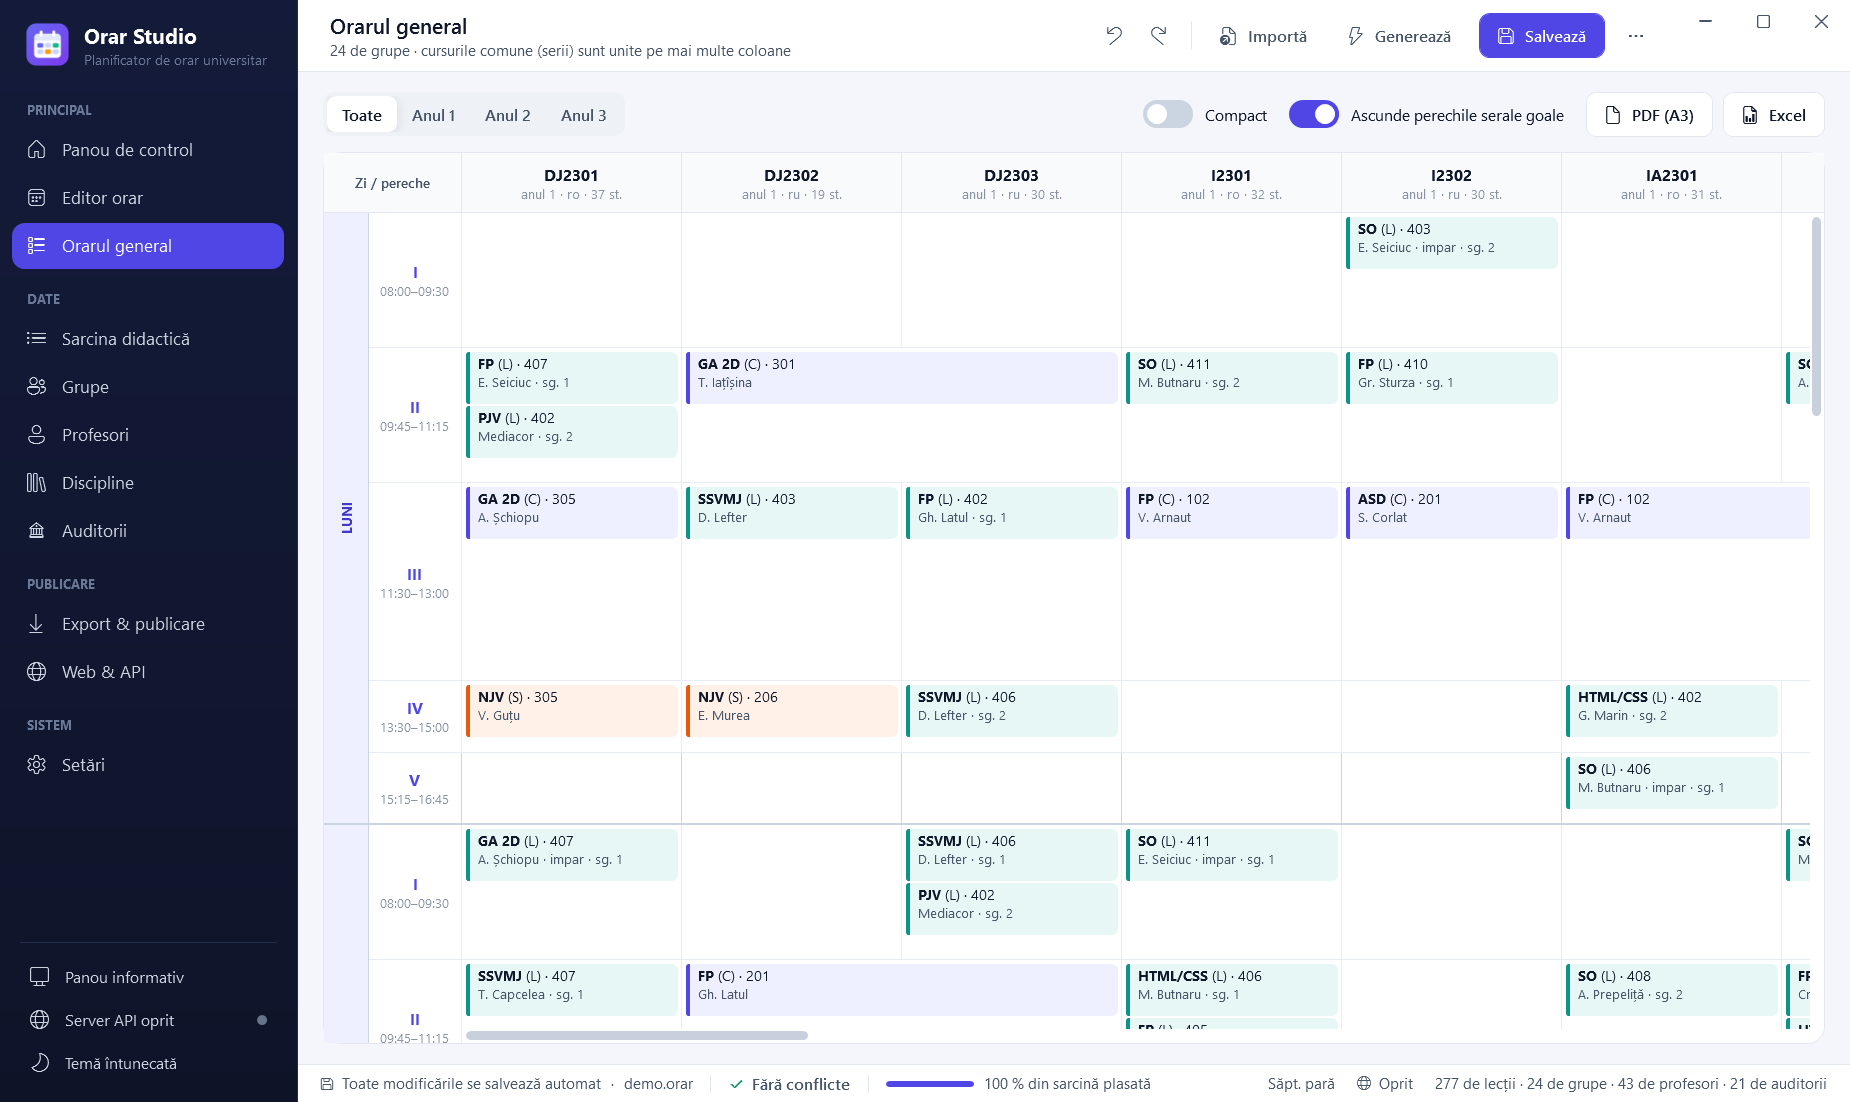 Orar Studio
Planificator de orar universitar
PRINCIPAL
Panou de control
Editor orar
Orarul general
DATE
Sarcina didactică
Grupe
Profesori
Discipline
Auditorii
PUBLICARE
Export & publicare
Web & API
SISTEM
Setări
Panou informativ
Server API oprit
Temă întunecată
Orarul general
24 de grupe · cursurile comune (serii) sunt unite pe mai multe coloane
Importă
Generează
Salvează
Toate
Anul 1
Anul 2
Anul 3
Compact
Ascunde perechile serale goale
PDF (A3)
Excel
Zi / pereche
DJ2301
anul 1 · ro · 37 st.
DJ2302
anul 1 · ru · 19 st.
DJ2303
anul 1 · ru · 30 st.
I2301
anul 1 · ro · 32 st.
I2302
anul 1 · ru · 30 st.
IA2301
anul 1 · ro · 31 st.
LUNI
I
08:00–09:30
SO (L) · 403
E. Seiciuc · impar · sg. 2
II
09:45–11:15
FP (L) · 407
E. Seiciuc · sg. 1
PJV (L) · 402
Mediacor · sg. 2
GA 2D (C) · 301
T. Iațîșina
SO (L) · 411
M. Butnaru · sg. 2
FP (L) · 410
Gr. Sturza · sg. 1
A.
III
11:30–13:00
GA 2D (C) · 305
A. Șchiopu
SSVMJ (L) · 403
D. Lefter
FP (L) · 402
Gh. Latul · sg. 1
FP (C) · 102
V. Arnaut
ASD (C) · 201
S. Corlat
FP (C) · 102
V. Arnaut
IV
13:30–15:00
NJV (S) · 305
V. Guțu
NJV (S) · 206
E. Murea
SSVMJ (L) · 406
D. Lefter · sg. 2
HTML/CSS (L) · 402
G. Marin · sg. 2
V
15:15–16:45
SO (L) · 406
M. Butnaru · impar · sg. 1
I
08:00–09:30
GA 2D (L) · 407
A. Șchiopu · impar · sg. 1
SSVMJ (L) · 406
D. Lefter · sg. 1
PJV (L) · 402
Mediacor · sg. 2
SO (L) · 411
E. Seiciuc · impar · sg. 1
M
II
09:45–11:15
SSVMJ (L) · 407
T. Capcelea · sg. 1
FP (C) · 201
Gh. Latul
HTML/CSS (L) · 406
M. Butnaru · sg. 1
SO (L) · 408
A. Prepeliță · sg. 2
Toate modificările se salvează automat · demo.orar
Fără conflicte
100 % din sarcină plasată
Săpt. pară
Oprit
277 de lecții · 24 de grupe · 43 de profesori · 21 de auditorii